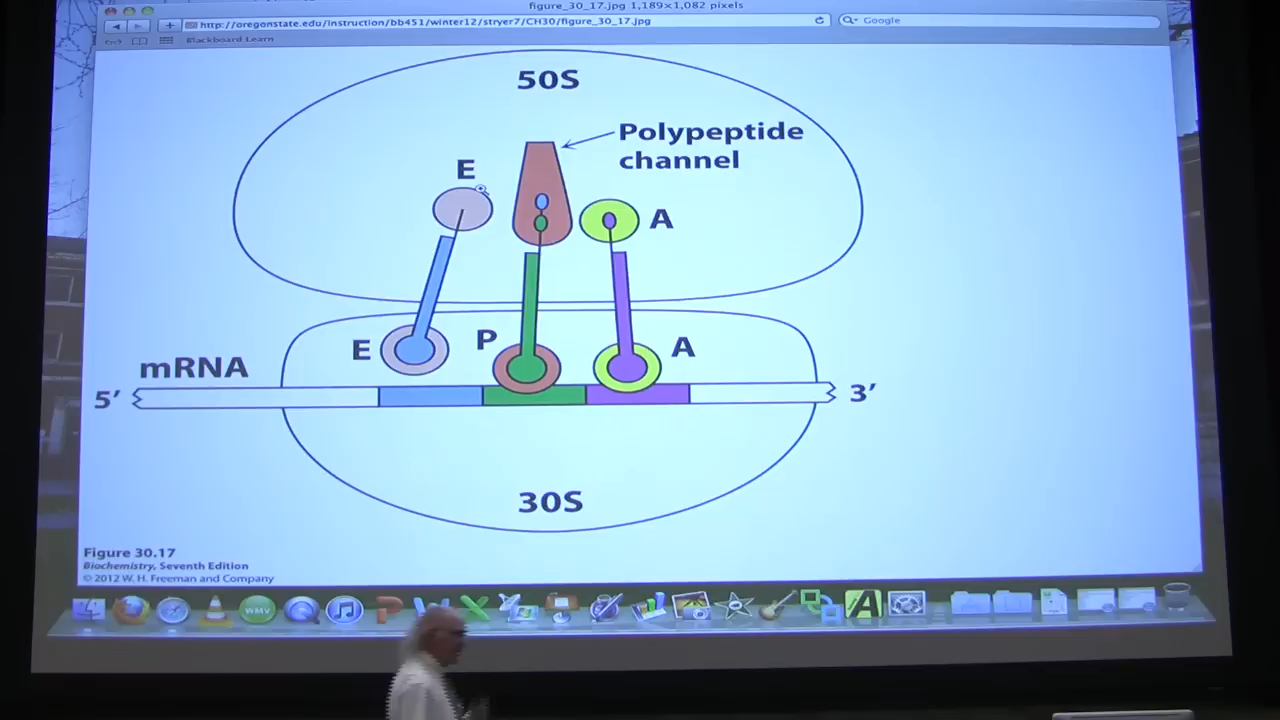 figure_30_17.jpg 1,189×1,082 pixels
http://oregonstate.edu/instruction/bb451/winter12/stryer7/CH30/figure_30_17.jpg
Google
Blackboard Learn
50S
Polypeptide
channel
E
A
E
P
A
mRNA
5′
3′
30S
Figure 30.17
Biochemistry, Seventh Edition
© 2012 W. H. Freeman and Company
WMV